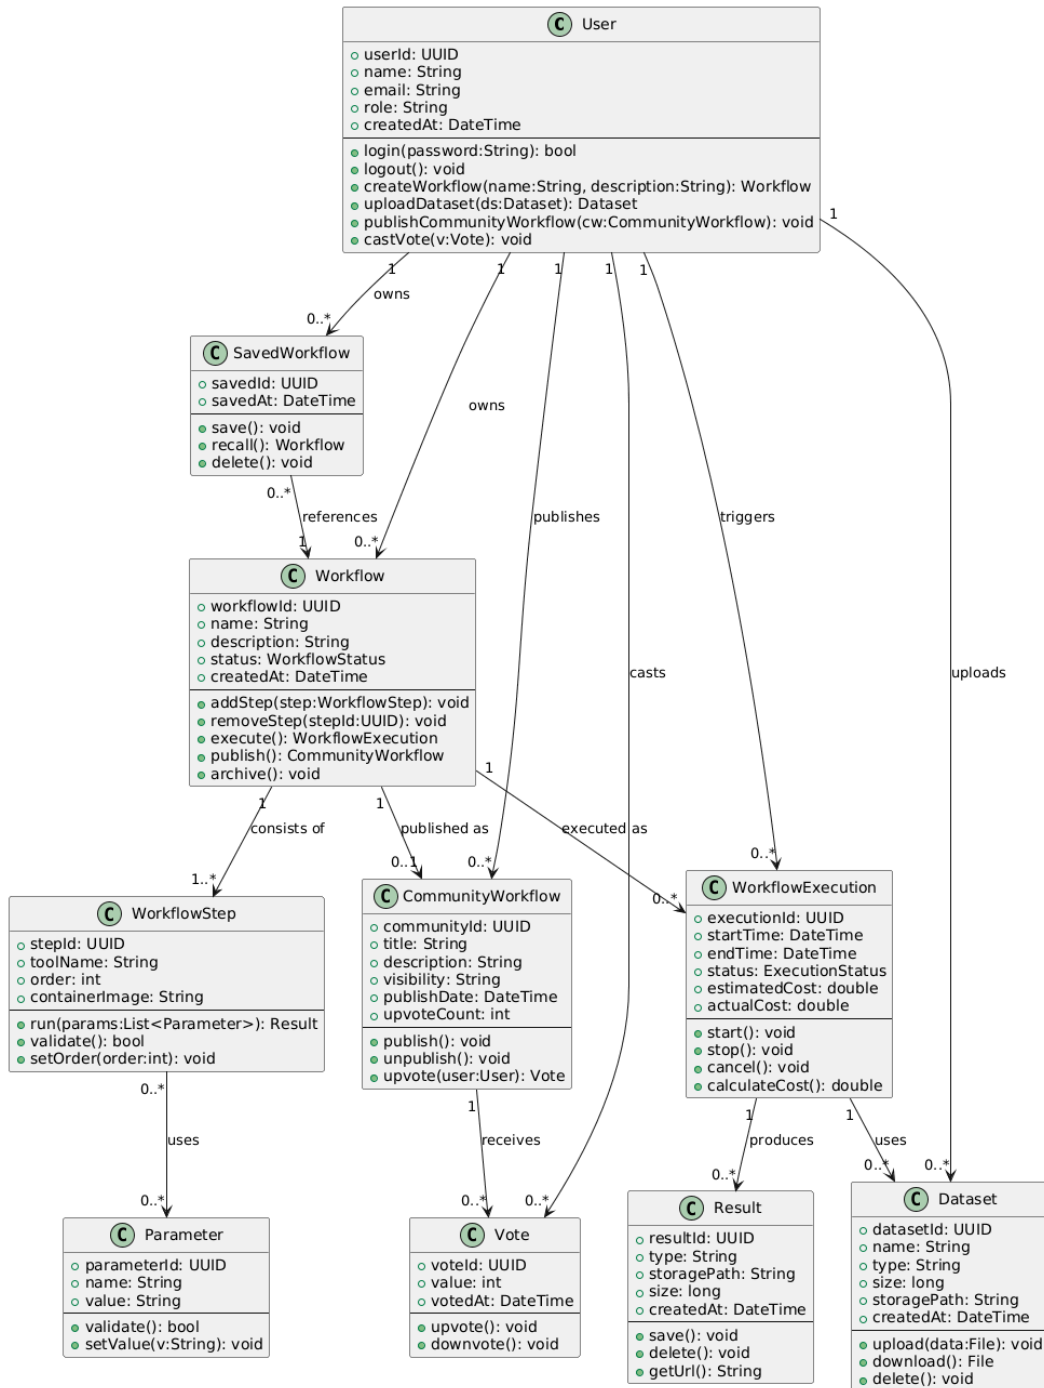 C User
+ userId: UUID
+ name: String
+ email: String
+ role: String
+ createdAt: DateTime
+ login(password:String): bool
+ logout(): void
+ createWorkflow(name:String, description:String): Workflow
+ uploadDataset(ds:Dataset): Dataset
+ publishCommunityWorkflow(cw:CommunityWorkflow): void
+ castVote(v:Vote): void
1
1
1
1
1
1
owns
0..*
C SavedWorkflow
+ savedId: UUID
+ savedAt: DateTime
+ save(): void
+ recall(): Workflow
+ delete(): void
owns
0..*
references
publishes
triggers
1
0..*
C Workflow
+ workflowId: UUID
+ name: String
+ description: String
+ status: WorkflowStatus
+ createdAt: DateTime
+ addStep(step:WorkflowStep): void
+ removeStep(stepId:UUID): void
+ execute(): WorkflowExecution
+ publish(): CommunityWorkflow
+ archive(): void
casts
uploads
1
1
1
consists of
published as
executed as
1..*
0..1
0..*
0..*
0..*
C WorkflowStep
+ stepId: UUID
+ toolName: String
+ order: int
+ containerImage: String
+ run(params:List<Parameter>): Result
+ validate(): bool
+ setOrder(order:int): void
C CommunityWorkflow
+ communityId: UUID
+ title: String
+ description: String
+ visibility: String
+ publishDate: DateTime
+ upvoteCount: int
+ publish(): void
+ unpublish(): void
+ upvote(user:User): Vote
C WorkflowExecution
+ executionId: UUID
+ startTime: DateTime
+ endTime: DateTime
+ status: ExecutionStatus
+ estimatedCost: double
+ actualCost: double
+ start(): void
+ stop(): void
+ cancel(): void
+ calculateCost(): double
0..*
1
1
1
uses
receives
produces
uses
0..*
0..*
0..*
0..*
0..*
0..*
C Parameter
+ parameterId: UUID
+ name: String
+ value: String
+ validate(): bool
+ setValue(v:String): void
C Vote
+ voteId: UUID
+ value: int
+ votedAt: DateTime
+ upvote(): void
+ downvote(): void
C Result
+ resultId: UUID
+ type: String
+ storagePath: String
+ size: long
+ createdAt: DateTime
+ save(): void
+ delete(): void
+ getUrl(): String
C Dataset
+ datasetId: UUID
+ name: String
+ type: String
+ size: long
+ storagePath: String
+ createdAt: DateTime
+ upload(data:File): void
+ download(): File
+ delete(): void